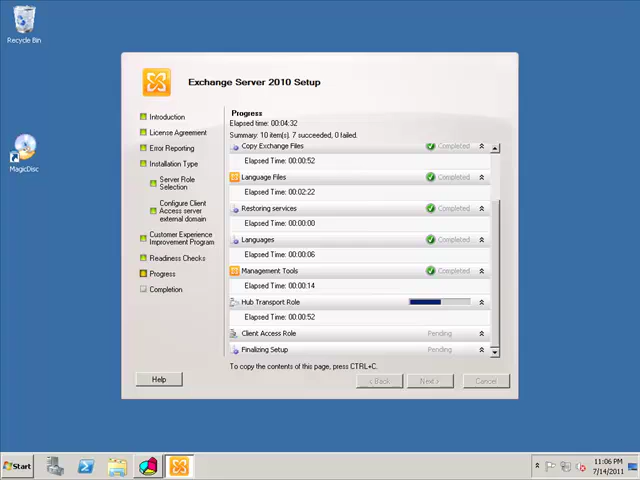 Recycle Bin
MagicDisc
Exchange Server 2010 Setup
Introduction
License Agreement
Error Reporting
Installation Type
Server Role
Selection
Configure Client
Access server
external domain
Customer Experience
Improvement Program
Readiness Checks
Progress
Completion
Progress
Elapsed time: 00:04:32
Summary: 10 item(s). 7 succeeded, 0 failed.
Copy Exchange Files Completed
Elapsed Time: 00:00:52
Language Files Completed
Elapsed Time: 00:02:22
Restoring services Completed
Elapsed Time: 00:00:00
Languages Completed
Elapsed Time: 00:00:06
Management Tools Completed
Elapsed Time: 00:00:14
Hub Transport Role
Elapsed Time: 00:00:52
Client Access Role Pending
Finalizing Setup Pending
To copy the contents of this page, press CTRL+C.
Help < Back Next > Cancel
Start
11:06 PM
7/14/2011